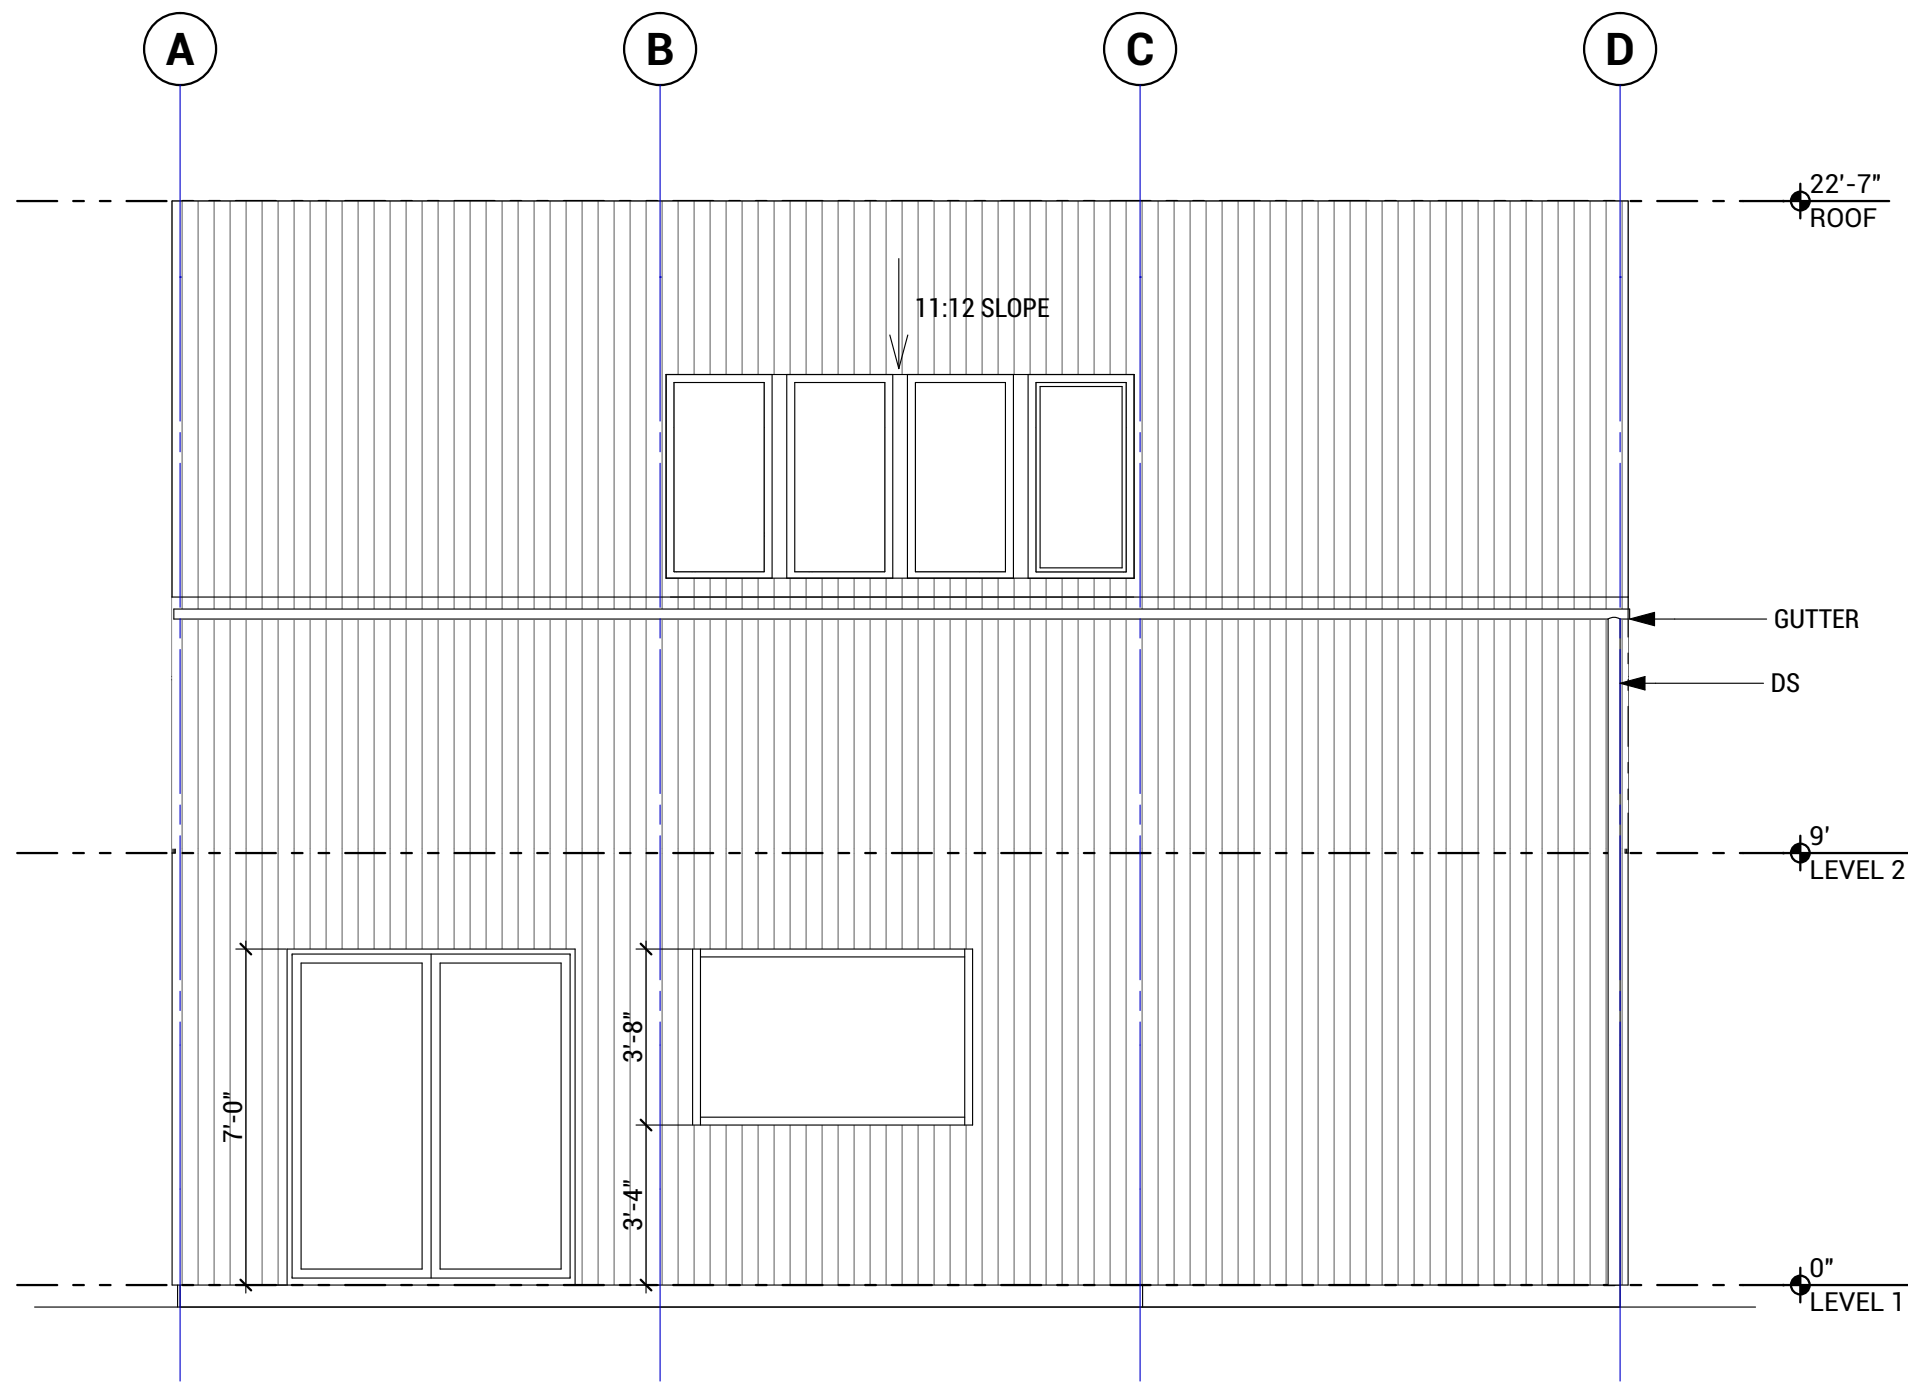 A
B
C
D
22'-7"
ROOF
11:12 SLOPE
GUTTER
DS
9'
LEVEL 2
3'-8"
7'-0"
3'-4"
0"
LEVEL 1